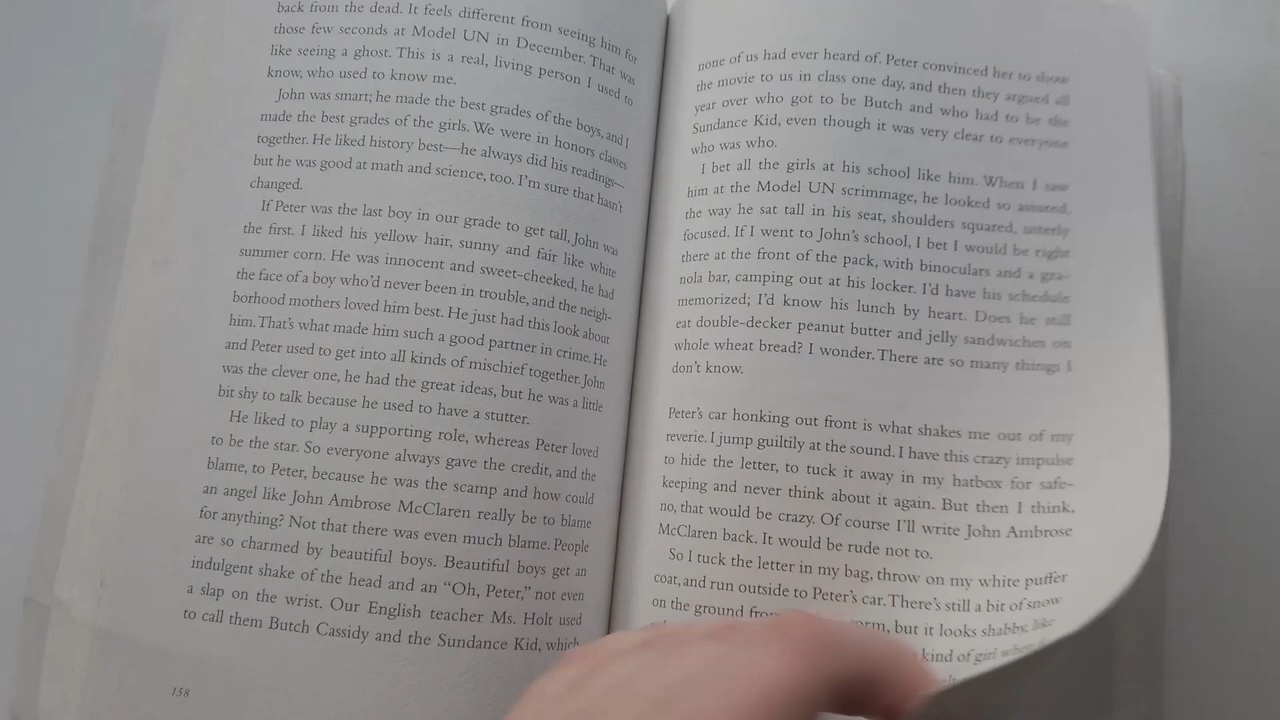 back from the dead. It feels different from seeing him for
those few seconds at Model UN in December. That was
like seeing a ghost. This is a real, living person I used to
know, who used to know me.
John was smart; he made the best grades of the boys, and I
made the best grades of the girls. We were in honors classes
together. He liked history best—he always did his readings—
but he was good at math and science, too. I'm sure that hasn't
changed.
If Peter was the last boy in our grade to get tall, John was
the first. I liked his yellow hair, sunny and fair like white
summer corn. He was innocent and sweet-cheeked, he had
the face of a boy who'd never been in trouble, and the neigh-
borhood mothers loved him best. He just had this look about
him. That's what made him such a good partner in crime. He
and Peter used to get into all kinds of mischief together. John
was the clever one, he had the great ideas, but he was a little
bit shy to talk because he used to have a stutter.
He liked to play a supporting role, whereas Peter loved
to be the star. So everyone always gave the credit, and the
blame, to Peter, because he was the scamp and how could
an angel like John Ambrose McClaren really be to blame
for anything? Not that there was even much blame. People
are so charmed by beautiful boys. Beautiful boys get an
indulgent shake of the head and an “Oh, Peter,” not even
a slap on the wrist. Our English teacher Ms. Holt used
to call them Butch Cassidy and the Sundance Kid, which
158
none of us had ever heard of. Peter convinced her to show
the movie to us in class one day, and then they argued all
year over who got to be Butch and who had to be the
Sundance Kid, even though it was very clear to everyone
who was who.
I bet all the girls at his school like him. When I saw
him at the Model UN scrimmage, he looked so assured,
the way he sat tall in his seat, shoulders squared, utterly
focused. If I went to John's school, I bet I would be right
there at the front of the pack, with binoculars and a gra-
nola bar, camping out at his locker. I'd have his schedule
memorized; I'd know his lunch by heart. Does he still
eat double-decker peanut butter and jelly sandwiches on
whole wheat bread? I wonder. There are so many things I
don't know.
Peter's car honking out front is what shakes me out of my
reverie. I jump guiltily at the sound. I have this crazy impulse
to hide the letter, to tuck it away in my hatbox for safe-
keeping and never think about it again. But then I think,
no, that would be crazy. Of course I'll write John Ambrose
McClaren back. It would be rude not to.
So I tuck the letter in my bag, throw on my white puffer
coat, and run outside to Peter's car. There's still a bit of snow
on the ground but it looks shabby, like
kind of girl